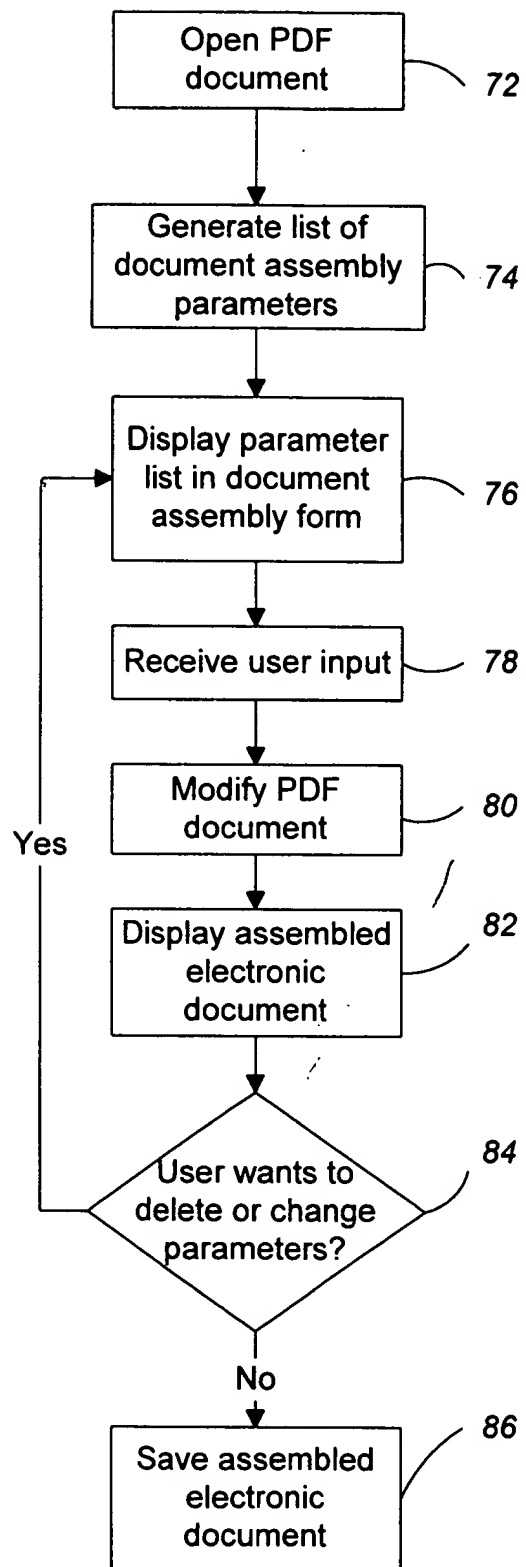 Open PDF
document
72
Generate list of
document assembly
parameters
74
Display parameter
list in document
assembly form
76
Receive user input
78
Modify PDF
document
80
Yes
Display assembled
electronic
document
82
User wants to
delete or change
parameters?
84
No
Save assembled
electronic
document
86